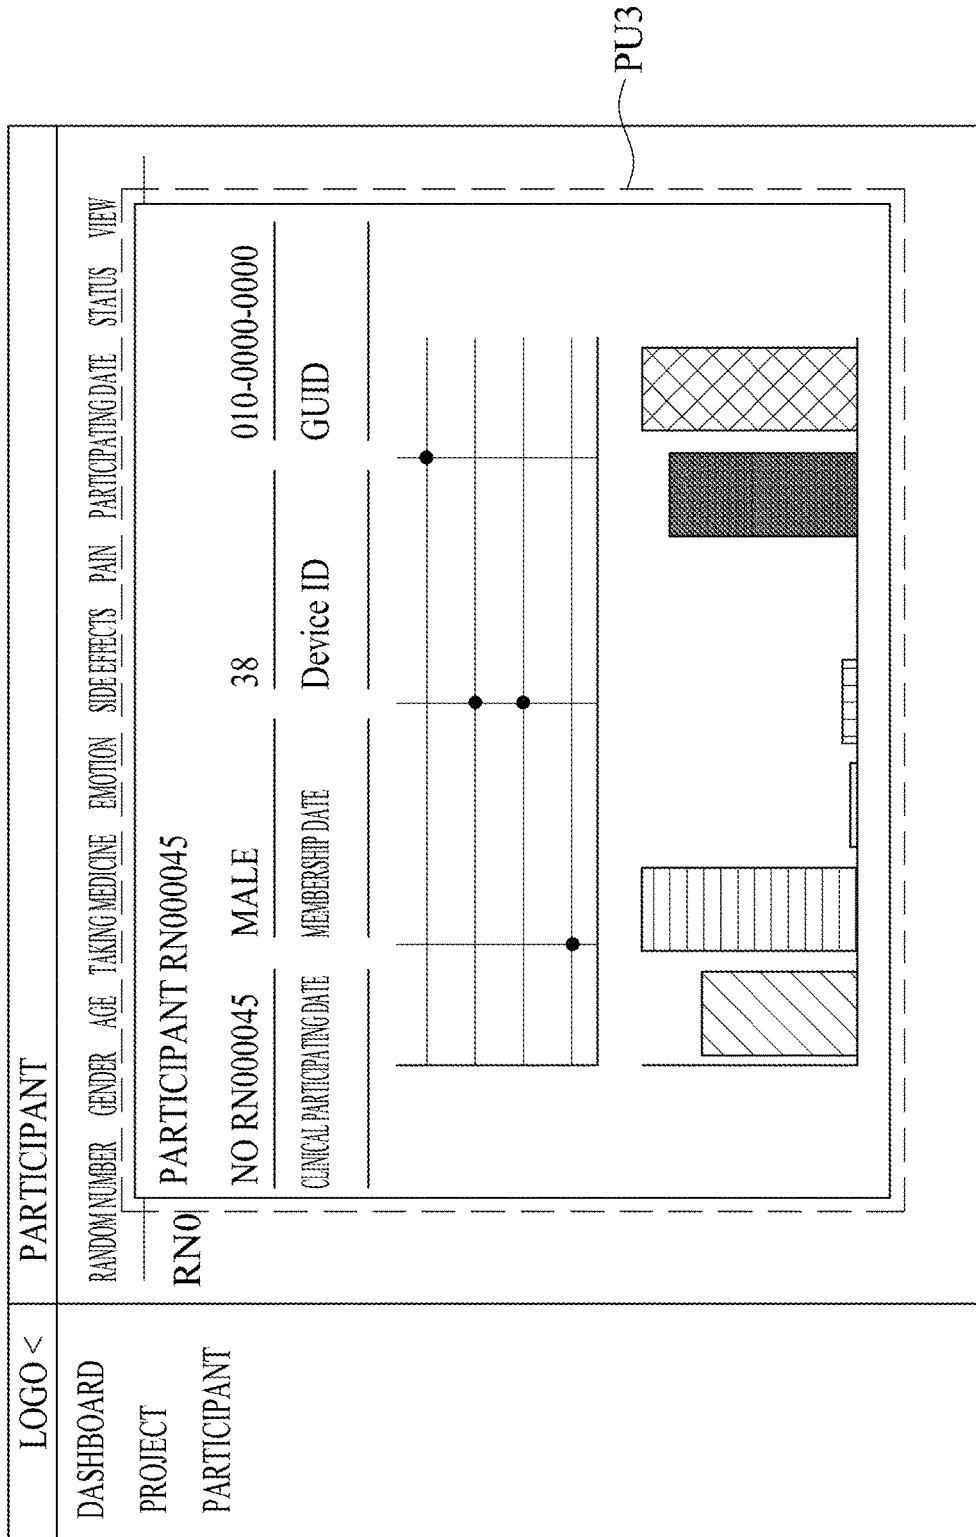 LOGO < PARTICIPANT
DASHBOARD
PROJECT
PARTICIPANT
RANDOM NUMBER GENDER AGE TAKING MEDICINE EMOTION SIDE EFFECTS PAIN PARTICIPATING DATE STATUS VIEW
RN0
PARTICIPANT RN000045
NO RN000045 MALE 38 010-0000-0000
CLINICAL PARTICIPATING DATE MEMBERSHIP DATE Device ID GUID
PU3